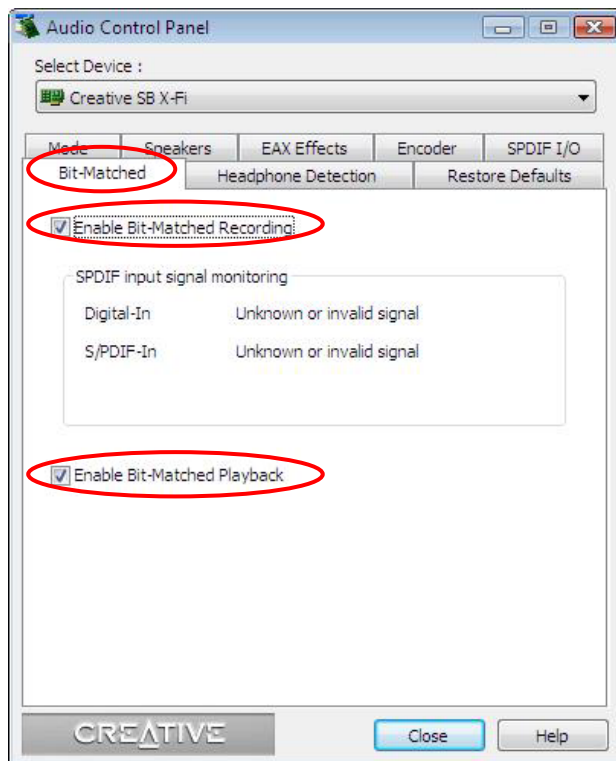 Audio Control Panel
Select Device :
Creative SB X-Fi
Mode Speakers EAX Effects Encoder SPDIF I/O
Bit-Matched Headphone Detection Restore Defaults
Enable Bit-Matched Recording
SPDIF input signal monitoring
Digital-In Unknown or invalid signal
S/PDIF-In Unknown or invalid signal
Enable Bit-Matched Playback
CREATIVE Close Help